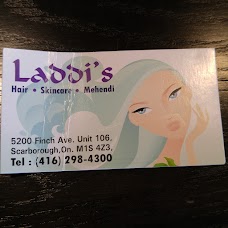 Laddi's
Hair • Skincare • Mehendi
5200 Finch Ave. Unit 106,
Scarborough,On. M1S 4Z3,
Tel : (416) 298-4300